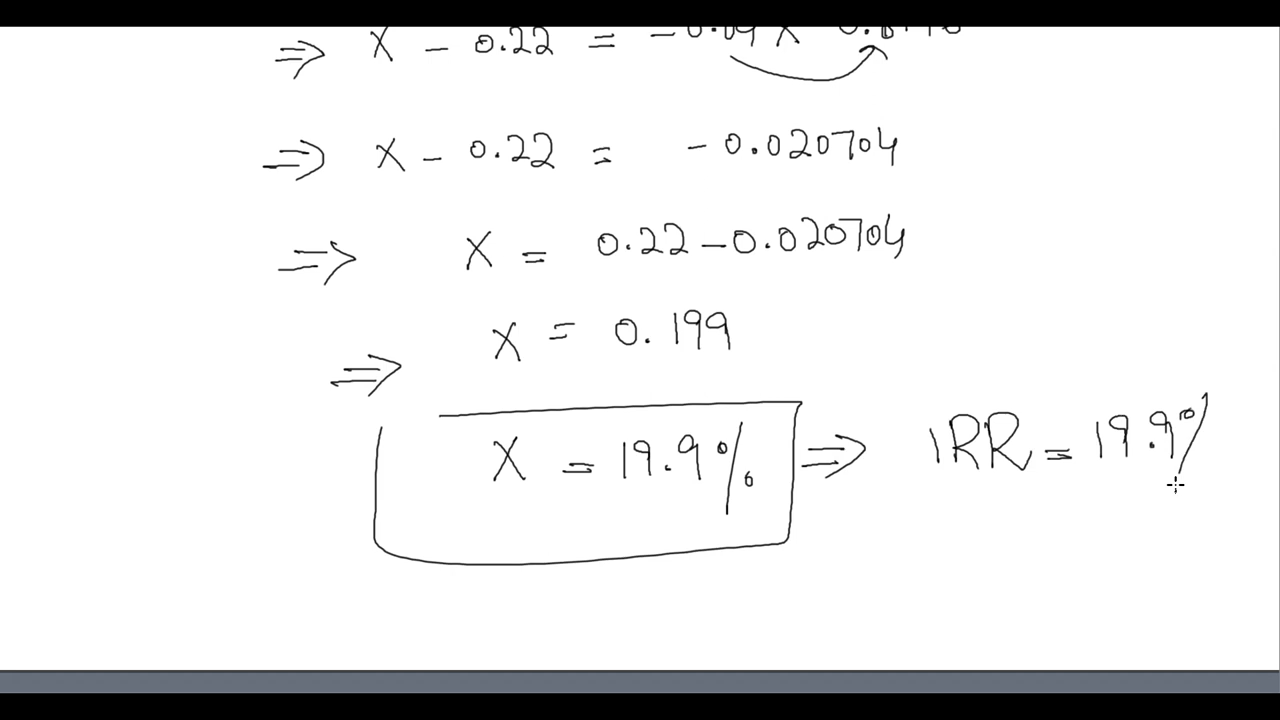 ⇒ X - 0.22 =
⇒ X - 0.22 = - 0.020704
⇒ X = 0.22 - 0.020704
⇒ X = 0.199
X = 19.9% ⇒ IRR = 19.9%